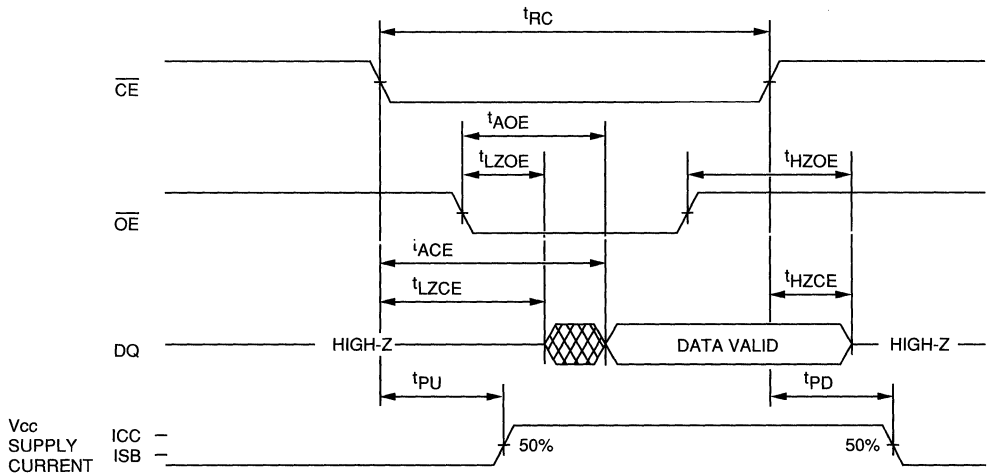 tRC
CE
tAOE
tLZOE
tHZOE
OE
tACE
tLZCE
tHZCE
DQ
HIGH-Z
DATA VALID
HIGH-Z
tPU
tPD
Vcc
SUPPLY
CURRENT
ICC
ISB
50%
50%